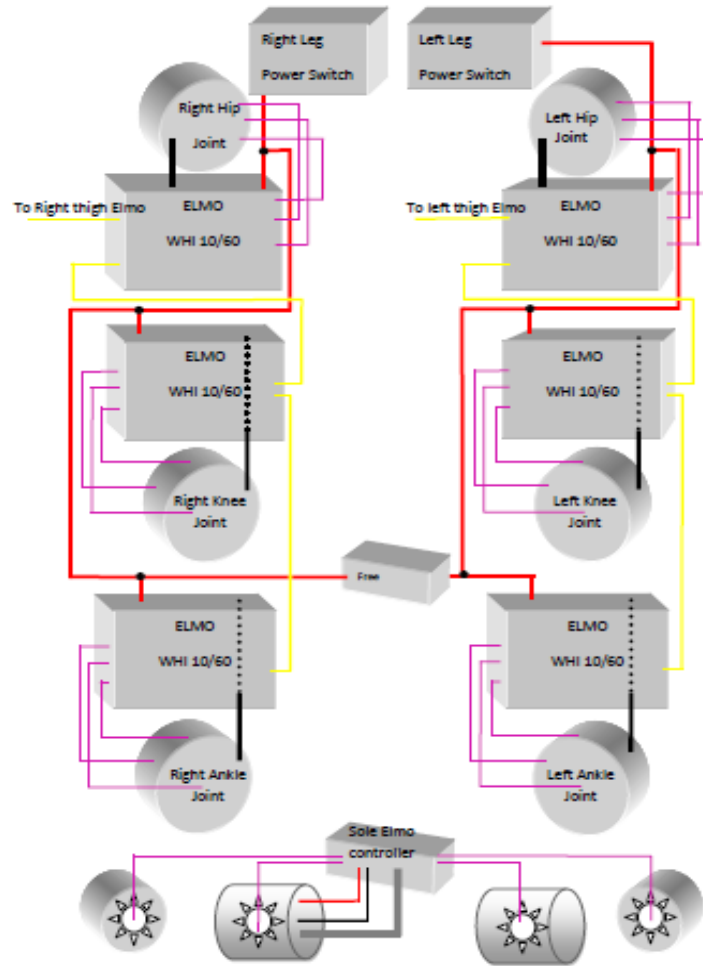 Right Leg
Power Switch
Left Leg
Power Switch
Right Hip
Joint
Left Hip
Joint
To Right thigh Elmo
ELMO
WHI 10/60
To left thigh Elmo
ELMO
WHI 10/60
ELMO
WHI 10/60
ELMO
WHI 10/60
Right Knee
Joint
Left Knee
Joint
Free
ELMO
WHI 10/60
ELMO
WHI 10/60
Right Ankle
Joint
Left Ankle
Joint
Sole Elmo
controller